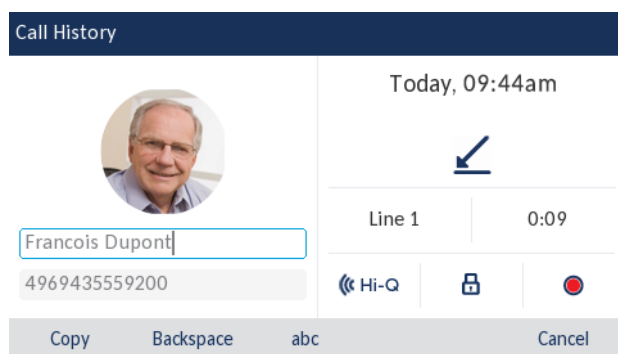 Call History
Today, 09:44am
Line 1 0:09
Francois Dupont
4969435559200
Hi-Q
Copy Backspace abc Cancel